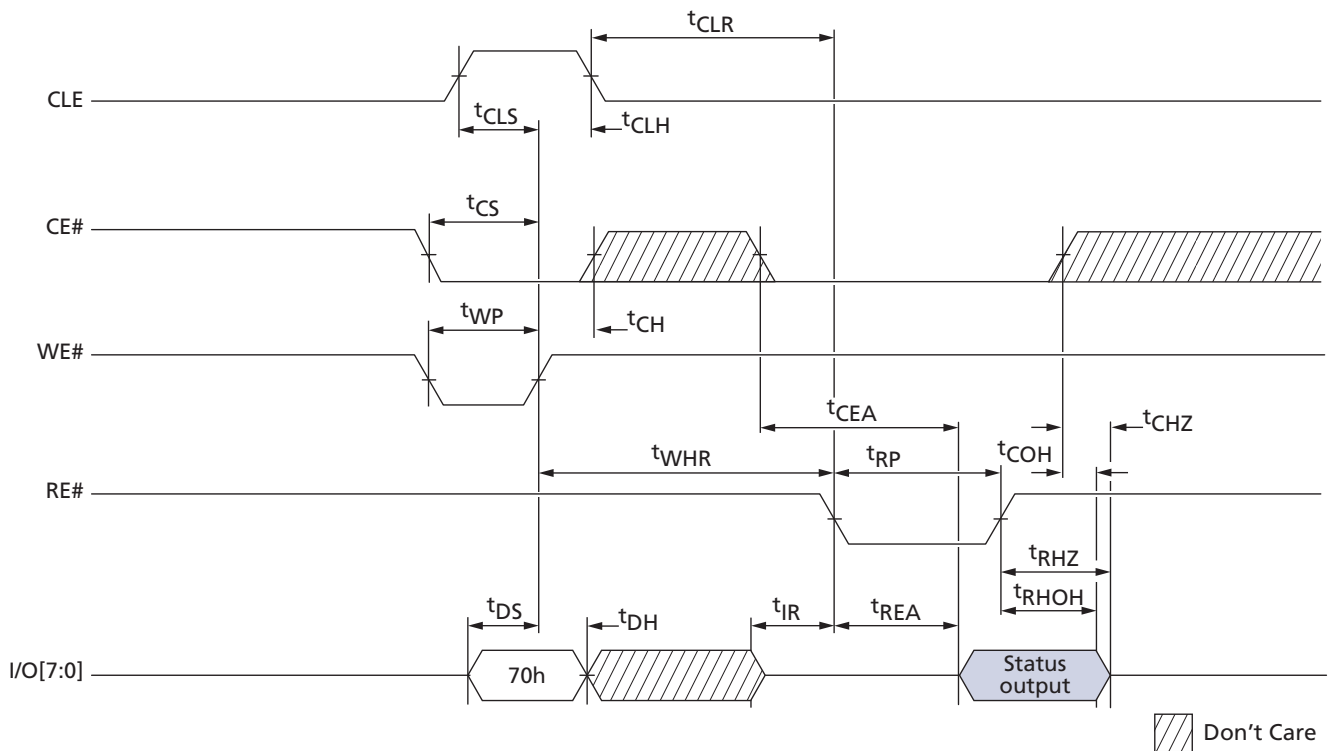 tCLR
CLE
tCLS
tCLH
tCS
CE#
tWP
tCH
WE#
tCEA
tCHZ
tWHR
tRP
tCOH
RE#
tRHZ
tRHOH
tDS
tDH
tIR
tREA
I/O[7:0]
70h
Status
output
Don't Care